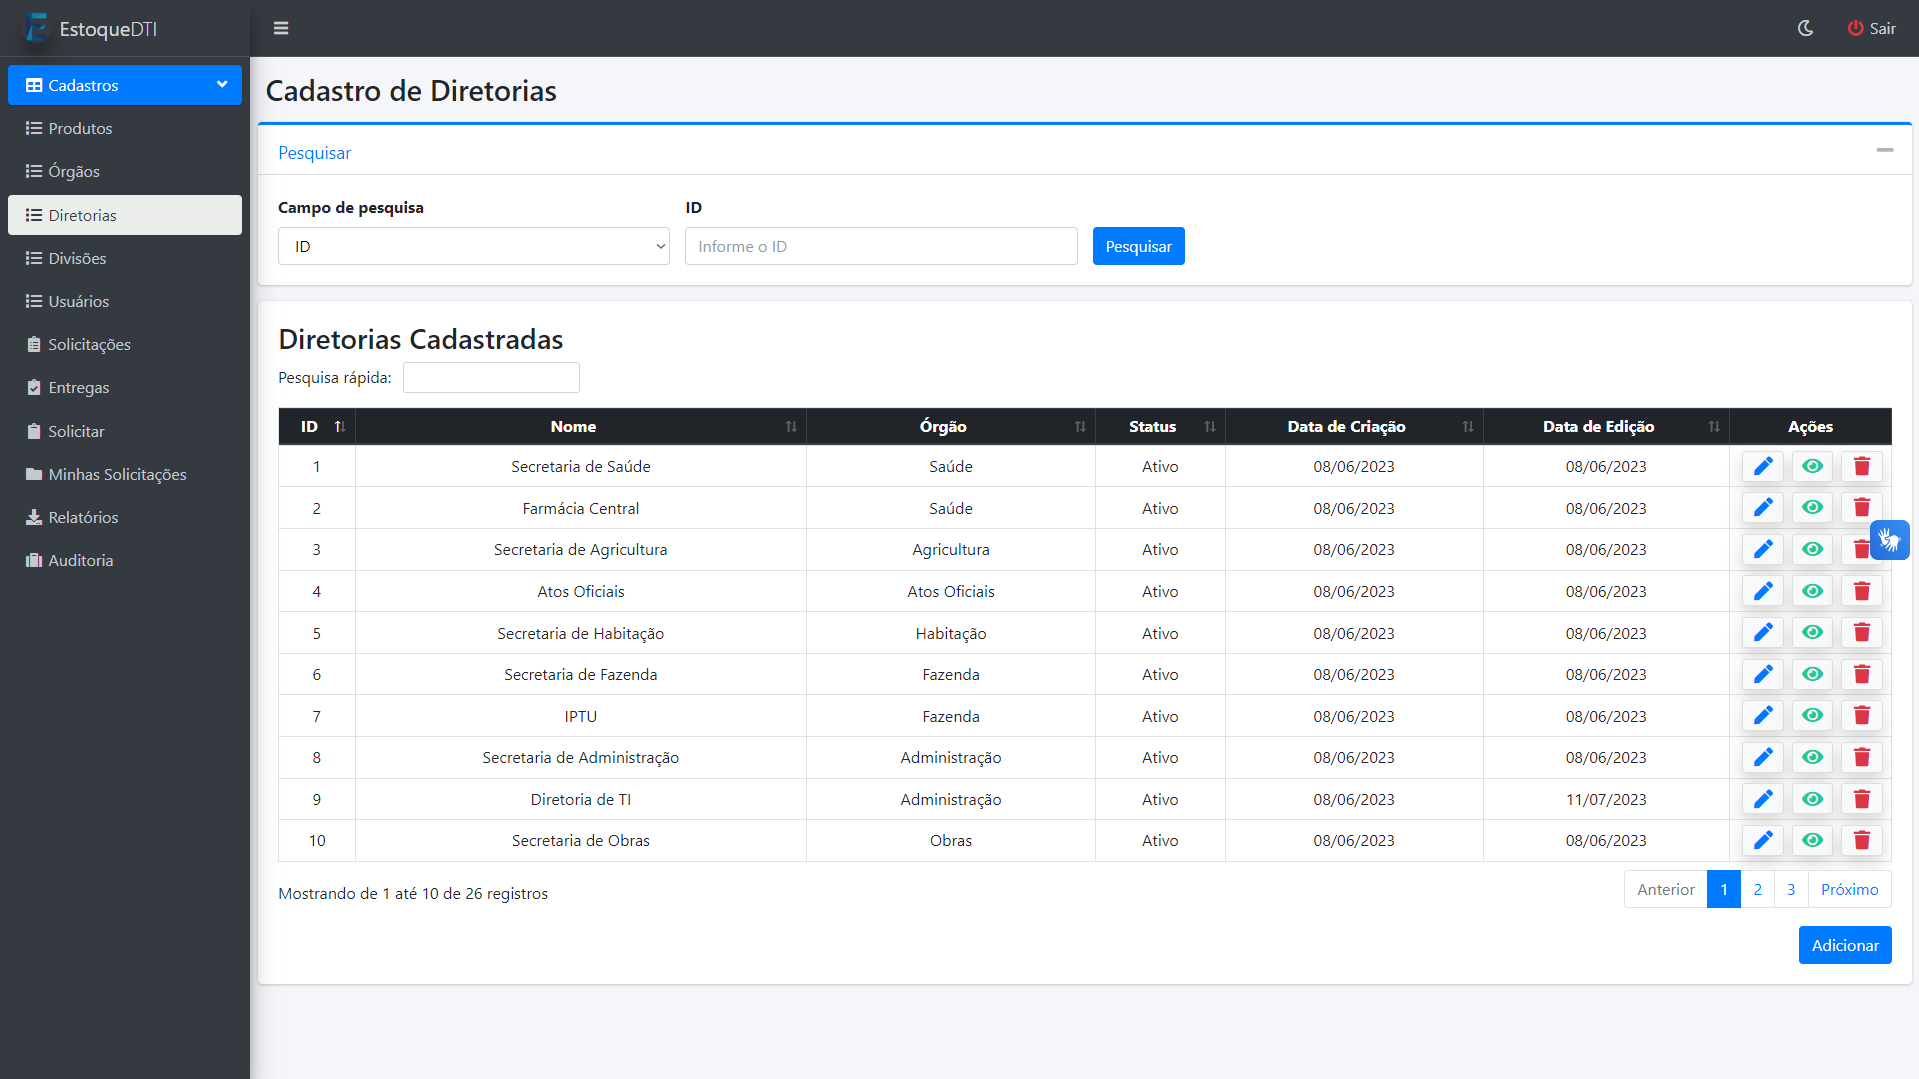 EstoqueDTI
Sair
Cadastros
Produtos
Órgãos
Diretorias
Divisões
Usuários
Solicitações
Entregas
Solicitar
Minhas Solicitações
Relatórios
Auditoria
Cadastro de Diretorias
Pesquisar
Campo de pesquisa ID
ID Informe o ID Pesquisar
Diretorias Cadastradas
Pesquisa rápida:
ID Nome Órgão Status Data de Criação Data de Edição Ações
1 Secretaria de Saúde Saúde Ativo 08/06/2023 08/06/2023
2 Farmácia Central Saúde Ativo 08/06/2023 08/06/2023
3 Secretaria de Agricultura Agricultura Ativo 08/06/2023 08/06/2023
4 Atos Oficiais Atos Oficiais Ativo 08/06/2023 08/06/2023
5 Secretaria de Habitação Habitação Ativo 08/06/2023 08/06/2023
6 Secretaria de Fazenda Fazenda Ativo 08/06/2023 08/06/2023
7 IPTU Fazenda Ativo 08/06/2023 08/06/2023
8 Secretaria de Administração Administração Ativo 08/06/2023 08/06/2023
9 Diretoria de TI Administração Ativo 08/06/2023 11/07/2023
10 Secretaria de Obras Obras Ativo 08/06/2023 08/06/2023
Mostrando de 1 até 10 de 26 registros
Anterior 1 2 3 Próximo
Adicionar